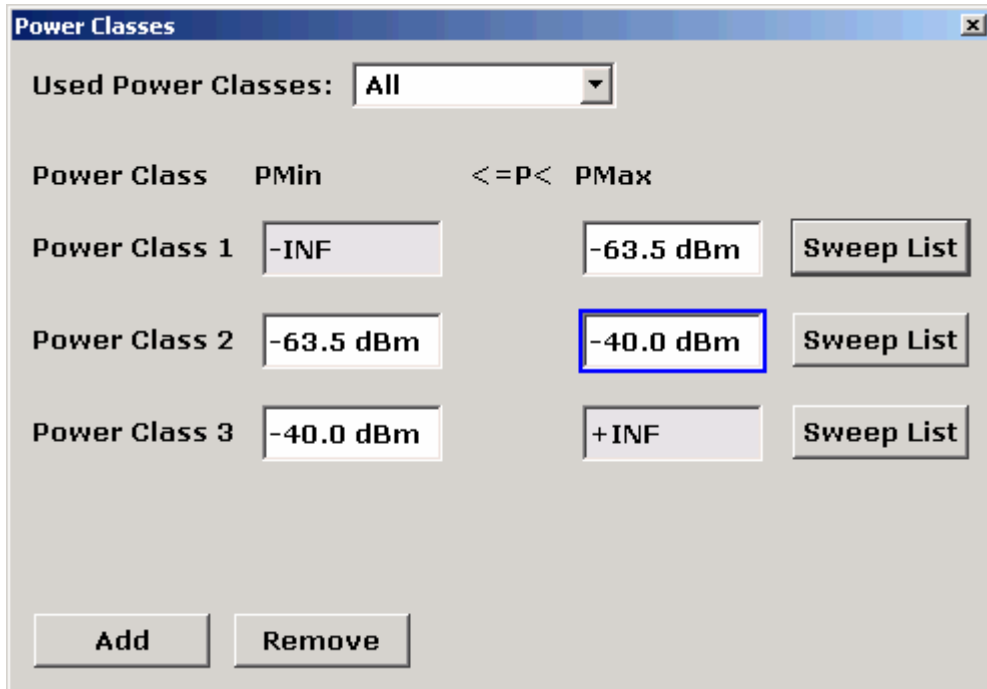 Power Classes
Used Power Classes: All
Power Class PMin <=P< PMax
Power Class 1 -INF -63.5 dBm Sweep List
Power Class 2 -63.5 dBm -40.0 dBm Sweep List
Power Class 3 -40.0 dBm +INF Sweep List
Add Remove